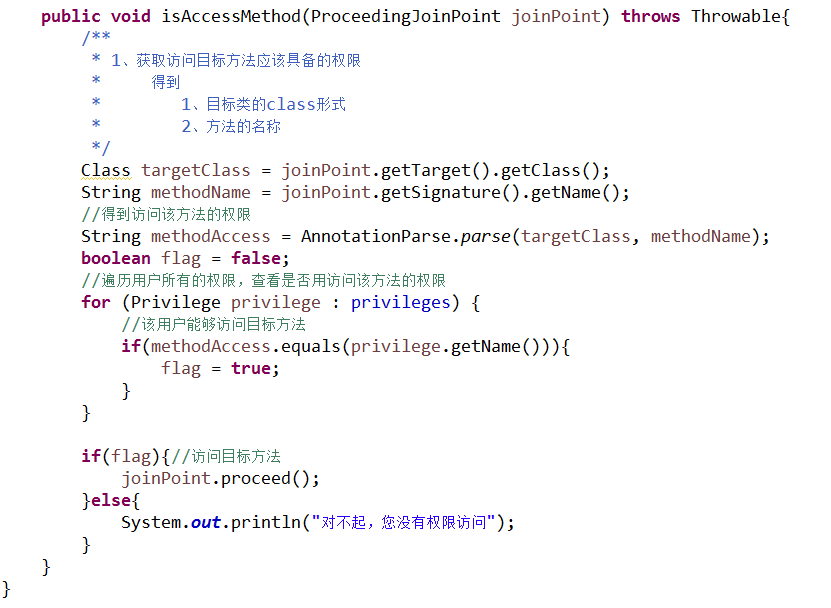 public void isAccessMethod(ProceedingJoinPoint joinPoint) throws Throwable{
/**
* 1、获取访问目标方法应该具备的权限
* 得到
* 1、目标类的class形式
* 2、方法的名称
*/
Class targetClass = joinPoint.getTarget().getClass();
String methodName = joinPoint.getSignature().getName();
//得到访问该方法的权限
String methodAccess = AnnotationParse.parse(targetClass, methodName);
boolean flag = false;
//遍历用户所有的权限，查看是否用访问该方法的权限
for (Privilege privilege : privileges) {
//该用户能够访问目标方法
if(methodAccess.equals(privilege.getName())){
flag = true;
}
}
if(flag){//访问目标方法
joinPoint.proceed();
}else{
System.out.println("对不起，您没有权限访问");
}
}
}